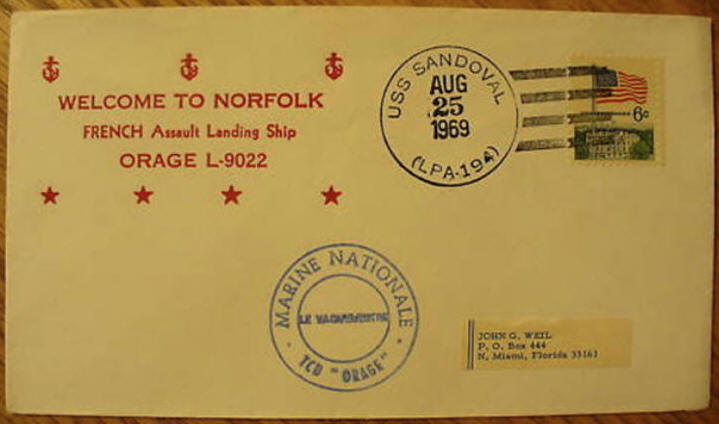 WELCOME TO NORFOLK
FRENCH Assault Landing Ship
ORAGE L-9022
USS SANDOVAL
AUG
25
1969
(LPA-194)
6c
MARINE NATIONALE
LE VAGUEMESTRE
TCD "ORAGE"
JOHN G. WEIL
P. O. Box 444
N. Miami, Florida 33161